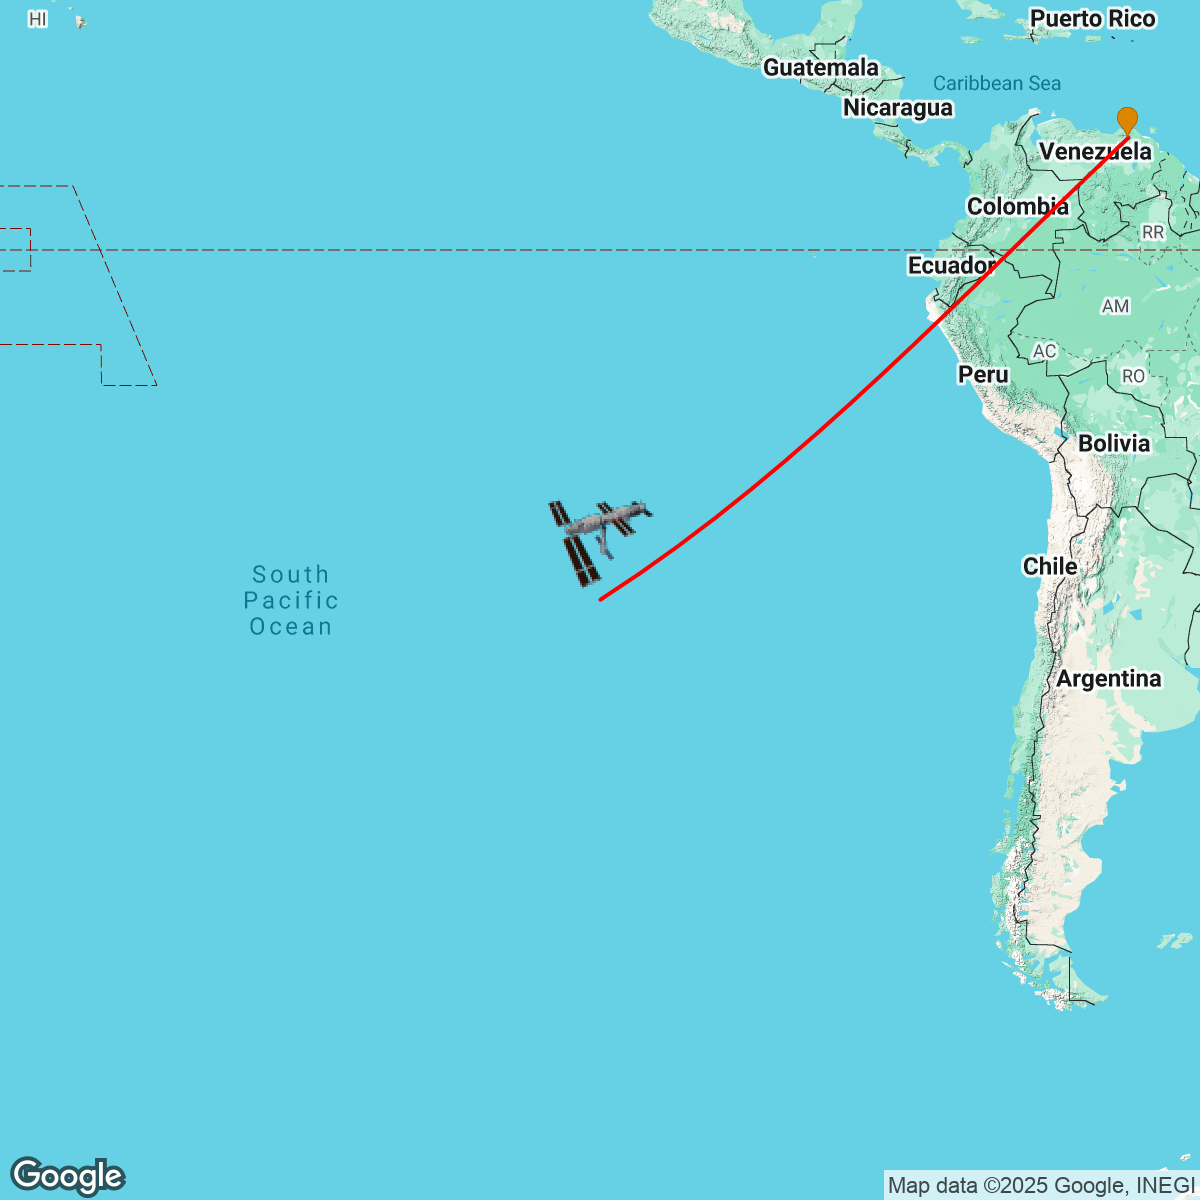 HI
Puerto Rico
Guatemala
Caribbean Sea
Nicaragua
Venezuela
Colombia
RR
Ecuador
AM
AC
Peru
RO
Bolivia
Chile
South
Pacific
Ocean
Argentina
Google
Map data ©2025 Google, INEGI